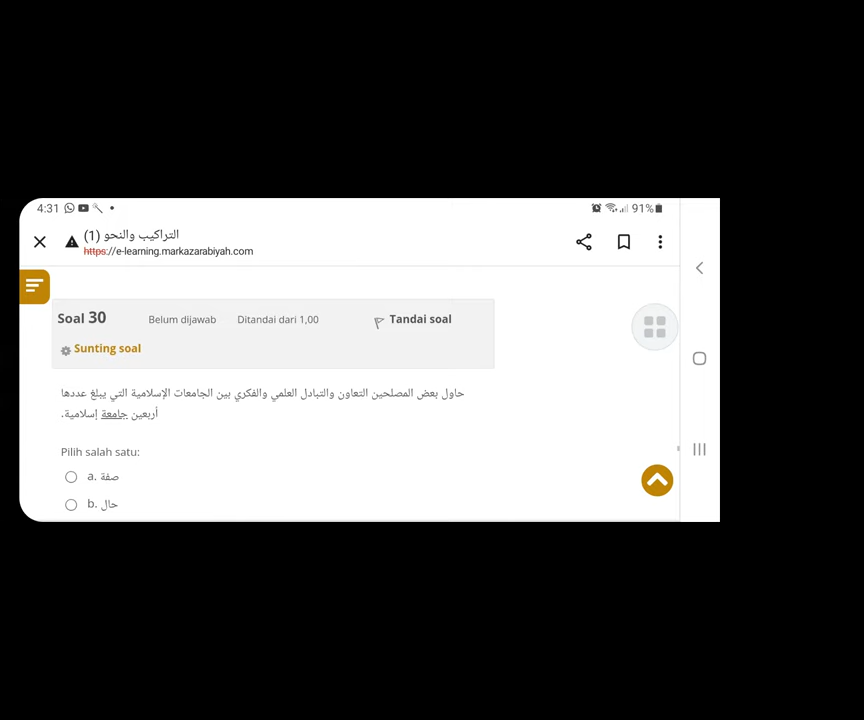 4:31
91%
التراكيب والنحو (1)
https://e-learning.markazarabiyah.com
Soal 30
Belum dijawab
Ditandai dari 1,00
Tandai soal
Sunting soal
حاول بعض المصلحين التعاون والتبادل العلمي والفكري بين الجامعات الإسلامية التي يبلغ عددها
أربعين جامعة إسلامية.
Pilih salah satu:
a. صفة
b. حال